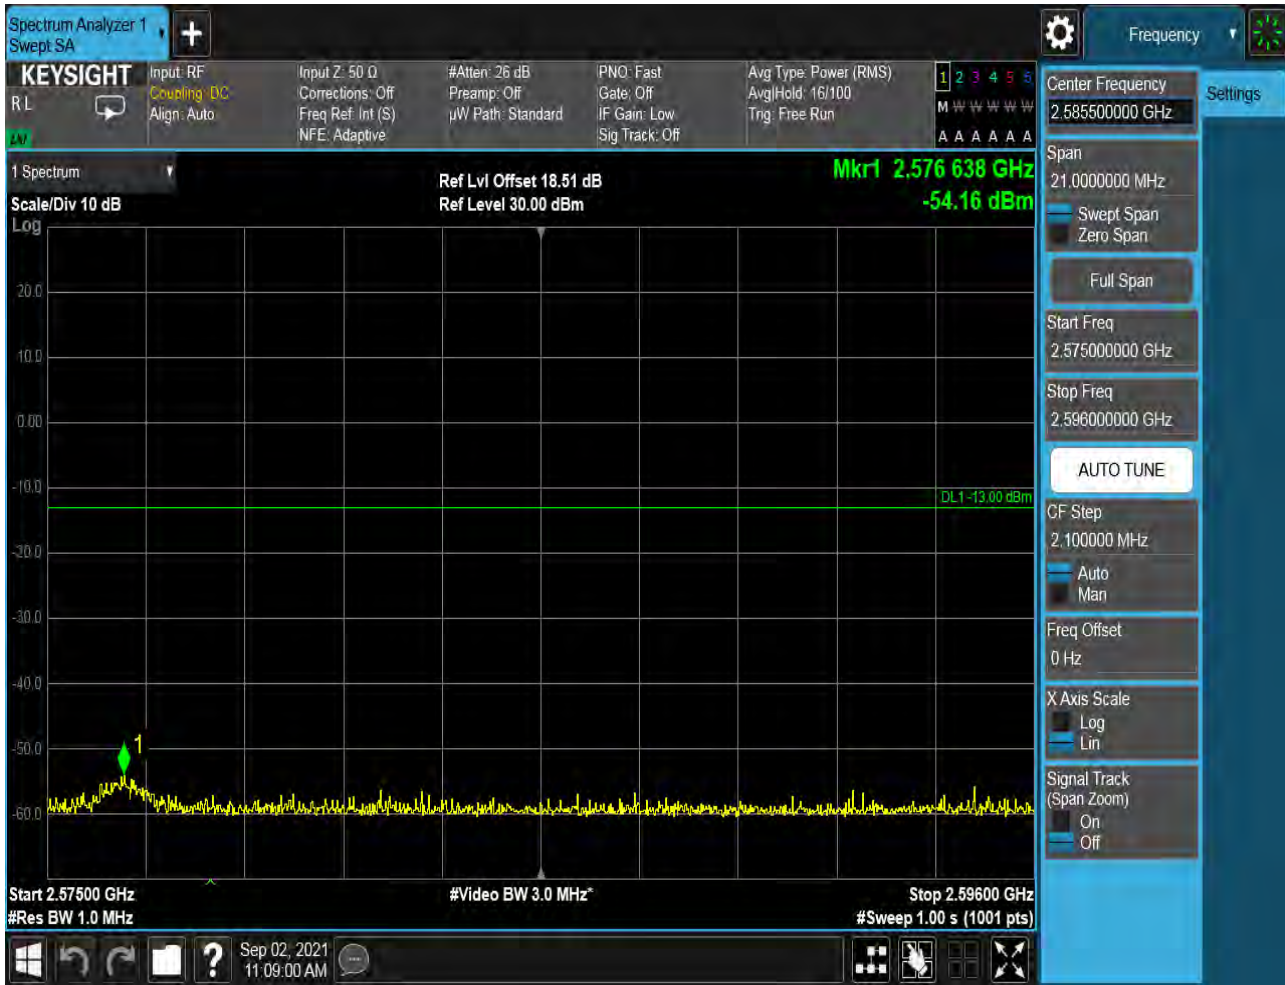 Spectrum Analyzer 1
Swept SA
Frequency
KEYSIGHT
R L
Input: RF
Coupling: DC
Align: Auto
Input Z: 50 Ω
Corrections: Off
Freq Ref: Int (S)
NFE: Adaptive
#Atten: 26 dB
Preamp: Off
µW Path: Standard
PNO: Fast
Gate: Off
IF Gain: Low
Sig Track: Off
Avg Type: Power (RMS)
Avg|Hold: 16/100
Trig: Free Run
1 2 3 4 5 6
M W W W W W
A A A A A A
1 Spectrum
Scale/Div 10 dB
Log
Ref Lvl Offset 18.51 dB
Ref Level 30.00 dBm
Mkr1 2.576 638 GHz
-54.16 dBm
20.0
10.0
0.00
-10.0
DL1 -13.00 dBm
-20.0
-30.0
-40.0
-50.0
1
-60.0
Start 2.57500 GHz
#Res BW 1.0 MHz
#Video BW 3.0 MHz*
Stop 2.59600 GHz
#Sweep 1.00 s (1001 pts)
Sep 02, 2021
11:09:00 AM
?
Center Frequency
2.585500000 GHz
Settings
Span
21.0000000 MHz
Swept Span
Zero Span
Full Span
Start Freq
2.575000000 GHz
Stop Freq
2.596000000 GHz
AUTO TUNE
CF Step
2.100000 MHz
Auto
Man
Freq Offset
0 Hz
X Axis Scale
Log
Lin
Signal Track
(Span Zoom)
On
Off